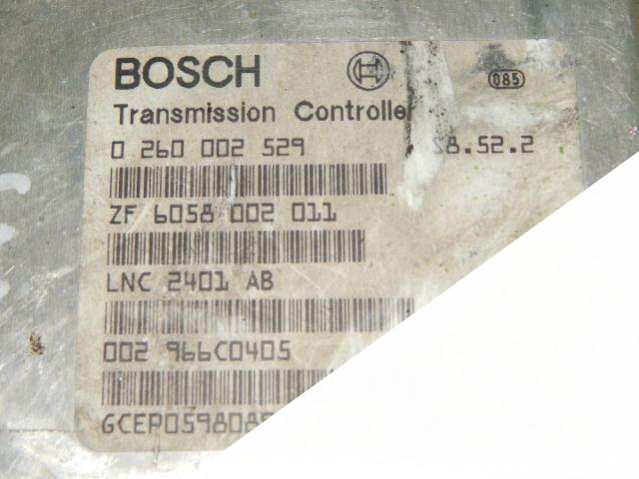 BOSCH 085
Transmission Controller
0 260 002 529 S8.52.2
ZF 6058 002 011
LNC 2401 AB
002 966C0405